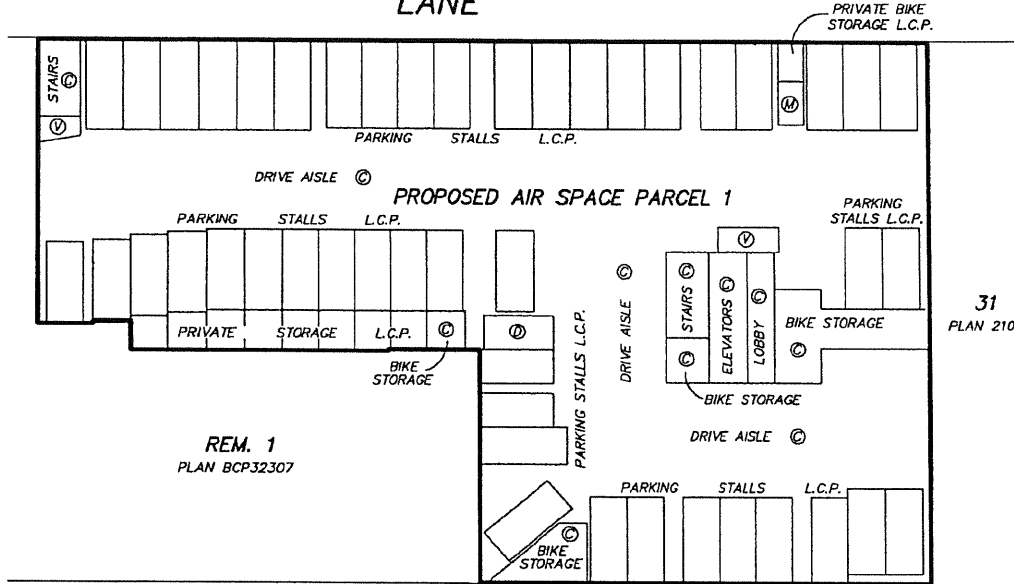 LANE
PRIVATE BIKE
STORAGE L.C.P.
STAIRS Ⓒ
Ⓥ
Ⓜ
PARKING STALLS L.C.P.
DRIVE AISLE Ⓒ
PROPOSED AIR SPACE PARCEL 1
PARKING
STALLS L.C.P.
PARKING STALLS L.C.P.
Ⓥ
STAIRS Ⓒ
ELEVATORS Ⓒ
LOBBY Ⓒ
DRIVE AISLE Ⓒ
BIKE STORAGE
Ⓒ
31
PLAN 210
PRIVATE STORAGE L.C.P.
Ⓒ
BIKE
STORAGE
Ⓓ
PARKING STALLS L.C.P.
Ⓒ
BIKE STORAGE
DRIVE AISLE Ⓒ
REM. 1
PLAN BCP32307
PARKING STALLS L.C.P.
Ⓒ
BIKE
STORAGE